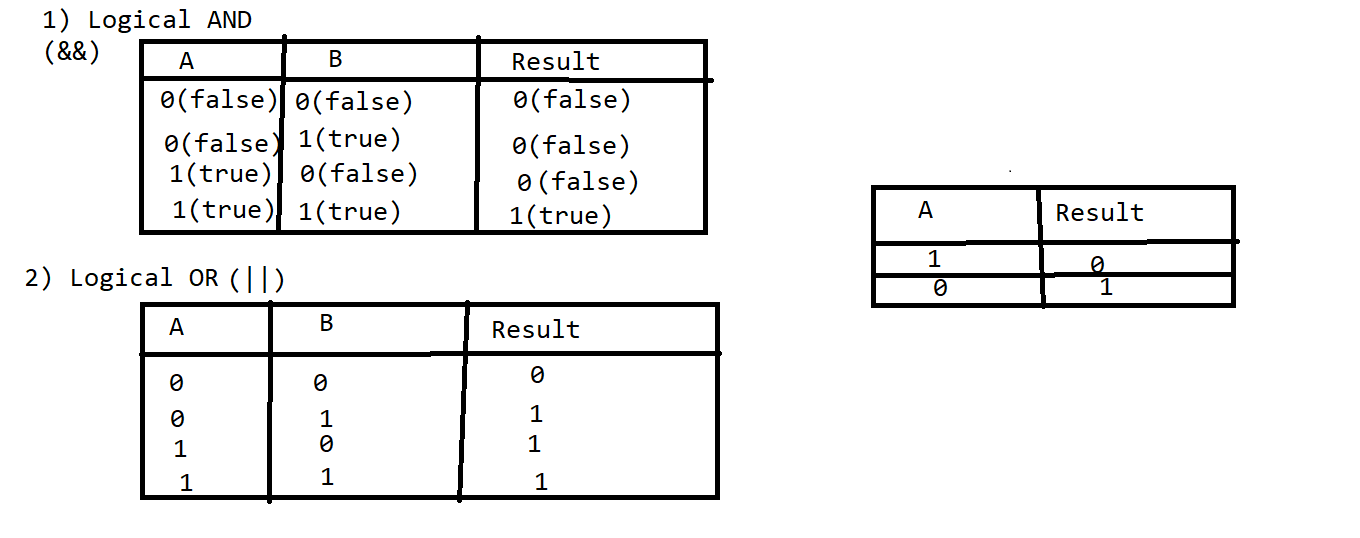 1) Logical AND
(&&)
A B Result
0(false) 0(false) 0(false)
0(false) 1(true) 0(false)
1(true) 0(false) 0(false)
1(true) 1(true) 1(true)
2) Logical OR (||)
A B Result
0 0 0
0 1 1
1 0 1
1 1 1
A Result
1 0
0 1